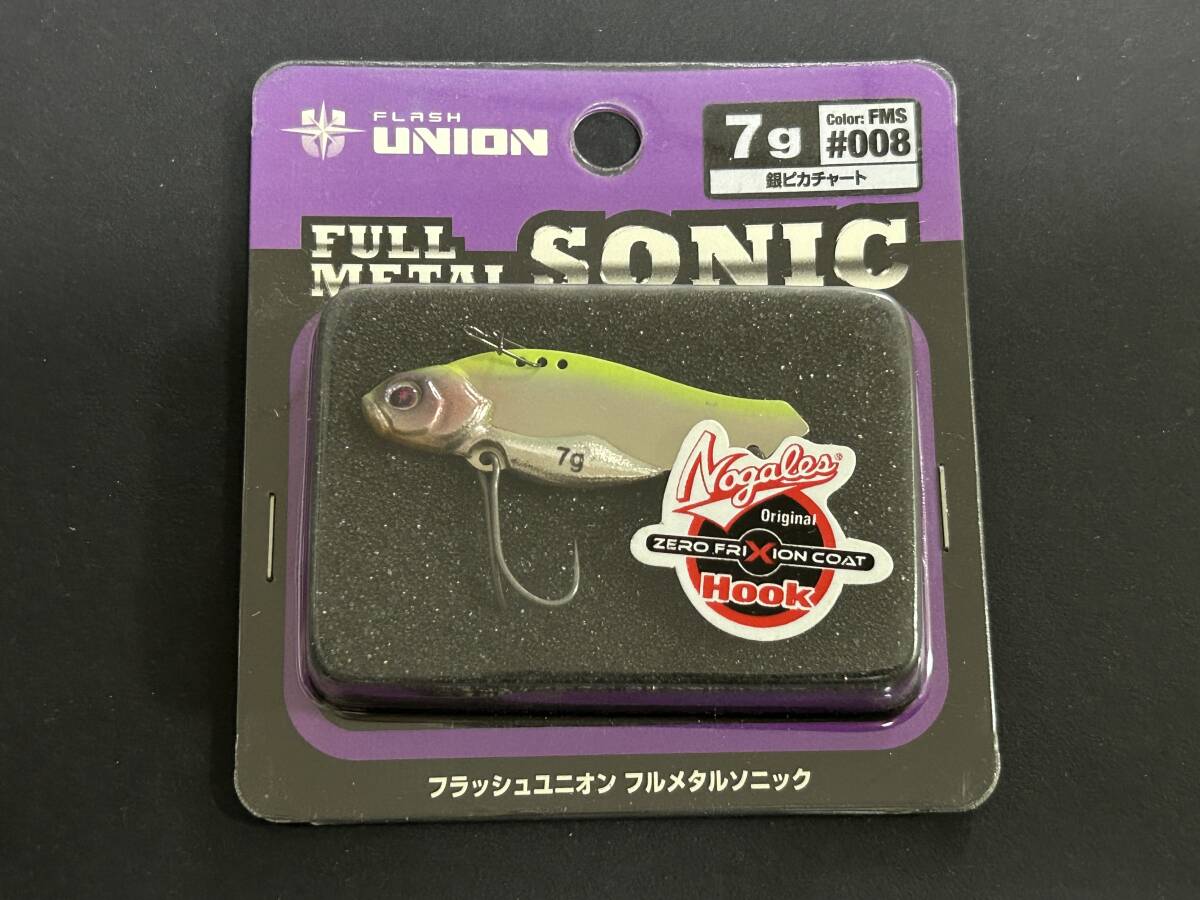 FLASH
UNION
7g
Color: FMS
#008
銀ピカチャート
FULL
METAL
SONIC
7g
Nogales®
Original
ZERO FRIXION COAT
Hook
フラッシュユニオン フルメタルソニック